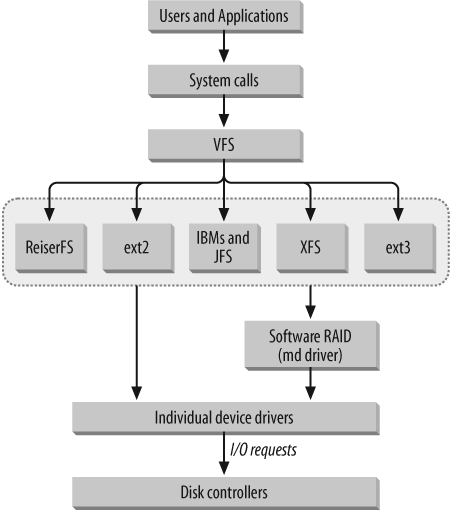 Users and Applications
System calls
VFS
ReiserFS
ext2
IBMs and
JFS
XFS
ext3
Software RAID
(md driver)
Individual device drivers
I/O requests
Disk controllers